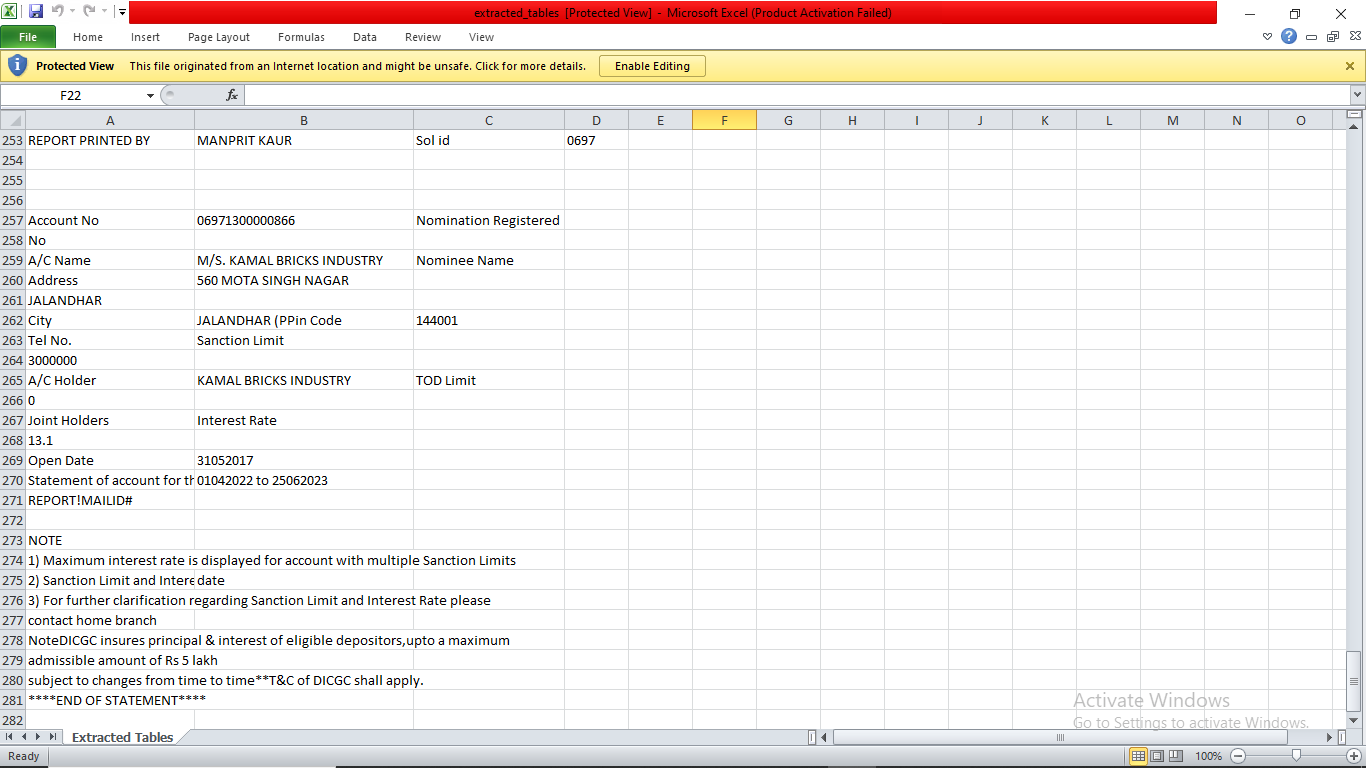 extracted_tables [Protected View] - Microsoft Excel (Product Activation Failed)
File Home Insert Page Layout Formulas Data Review View
Protected View This file originated from an Internet location and might be unsafe. Click for more details. Enable Editing
F22 fx
A B C D E F G H I J K L M N O
253 REPORT PRINTED BY MANPRIT KAUR Sol id 0697
254
255
256
257 Account No 06971300000866 Nomination Registered
258 No
259 A/C Name M/S. KAMAL BRICKS INDUSTRY Nominee Name
260 Address 560 MOTA SINGH NAGAR
261 JALANDHAR
262 City JALANDHAR (PPin Code 144001
263 Tel No. Sanction Limit
264 3000000
265 A/C Holder KAMAL BRICKS INDUSTRY TOD Limit
266 0
267 Joint Holders Interest Rate
268 13.1
269 Open Date 31052017
270 Statement of account for th 01042022 to 25062023
271 REPORT!MAILID#
272
273 NOTE
274 1) Maximum interest rate is displayed for account with multiple Sanction Limits
275 2) Sanction Limit and Intere date
276 3) For further clarification regarding Sanction Limit and Interest Rate please
277 contact home branch
278 NoteDICGC insures principal & interest of eligible depositors,upto a maximum
279 admissible amount of Rs 5 lakh
280 subject to changes from time to time**T&C of DICGC shall apply.
281 ****END OF STATEMENT****
282
Activate Windows
Go to Settings to activate Windows.
Extracted Tables
Ready 100%